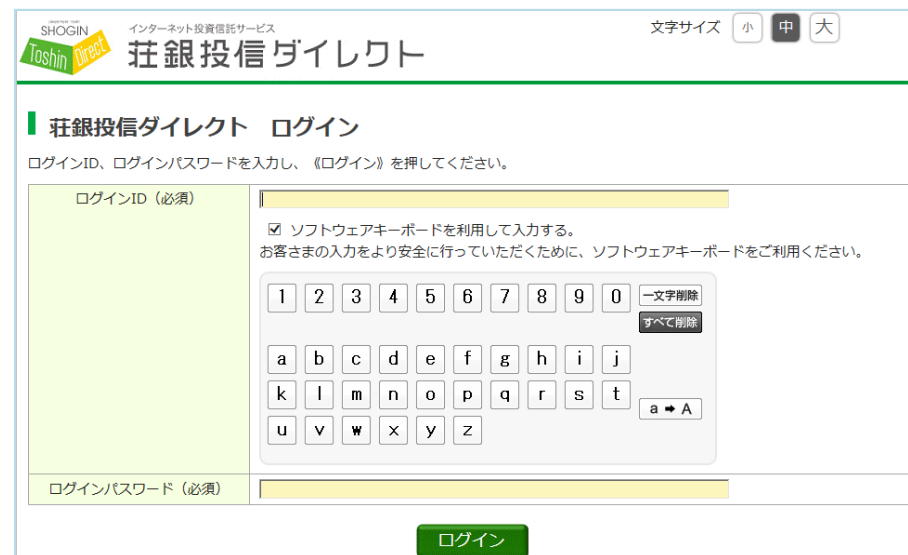 SHOGIN
Toshin Direct
インターネット投資信託サービス
荘銀投信ダイレクト
文字サイズ 小 中 大
荘銀投信ダイレクト ログイン
ログインID、ログインパスワードを入力し、《ログイン》を押してください。
ログインID（必須）
ソフトウェアキーボードを利用して入力する。
お客さまの入力をより安全に行っていただくために、ソフトウェアキーボードをご利用ください。
1 2 3 4 5 6 7 8 9 0 一文字削除
すべて削除
a b c d e f g h i j
k l m n o p q r s t
a ➡ A
u v w x y z
ログインパスワード（必須）
ログイン